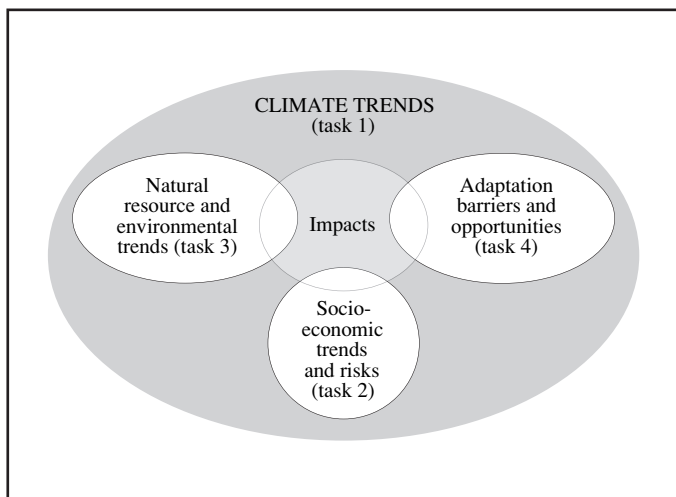 CLIMATE TRENDS
(task 1)
Natural
resource and
environmental
trends (task 3)
Impacts
Adaptation
barriers and
opportunities
(task 4)
Socio-
economic
trends
and risks
(task 2)